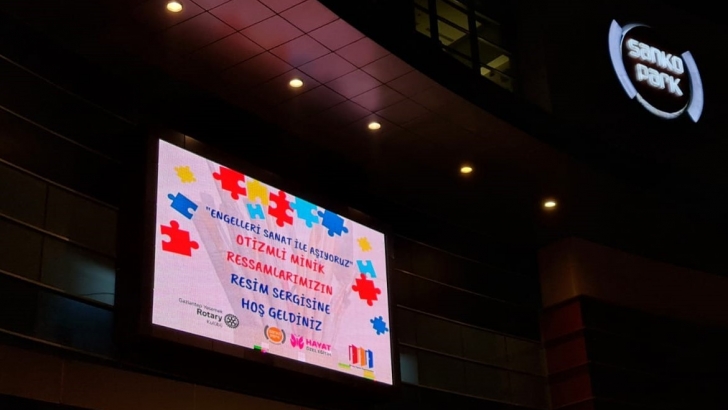 SANKO
PARK
"ENGELLERİ SANAT İLE AŞIYORUZ"
OTİZMLİ MİNİK
RESSAMLARIMIZIN
RESİM SERGİSİNE
HOŞ GELDİNİZ
Rotary
HAYAT